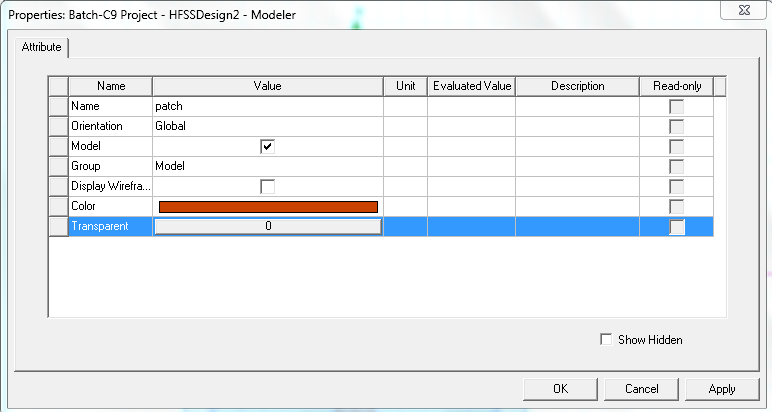 Properties: Batch-C9 Project - HFSSDesign2 - Modeler
Attribute
Name Value Unit Evaluated Value Description Read-only
Name patch
Orientation Global
Model
Group Model
Display Wirefra...
Color
Transparent 0
Show Hidden
OK Cancel Apply